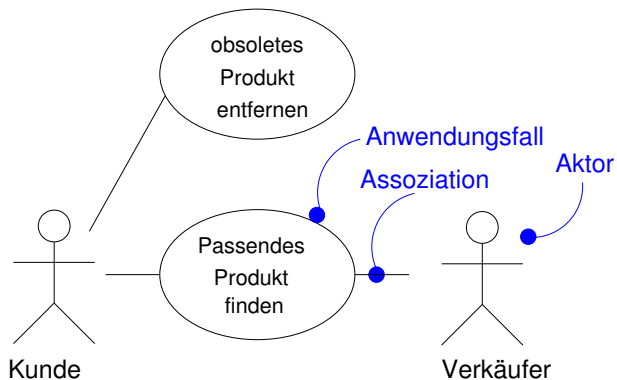 obsoletes
Produkt
entfernen
Anwendungsfall
Assoziation
Aktor
Passendes
Produkt
finden
Kunde
Verkäufer